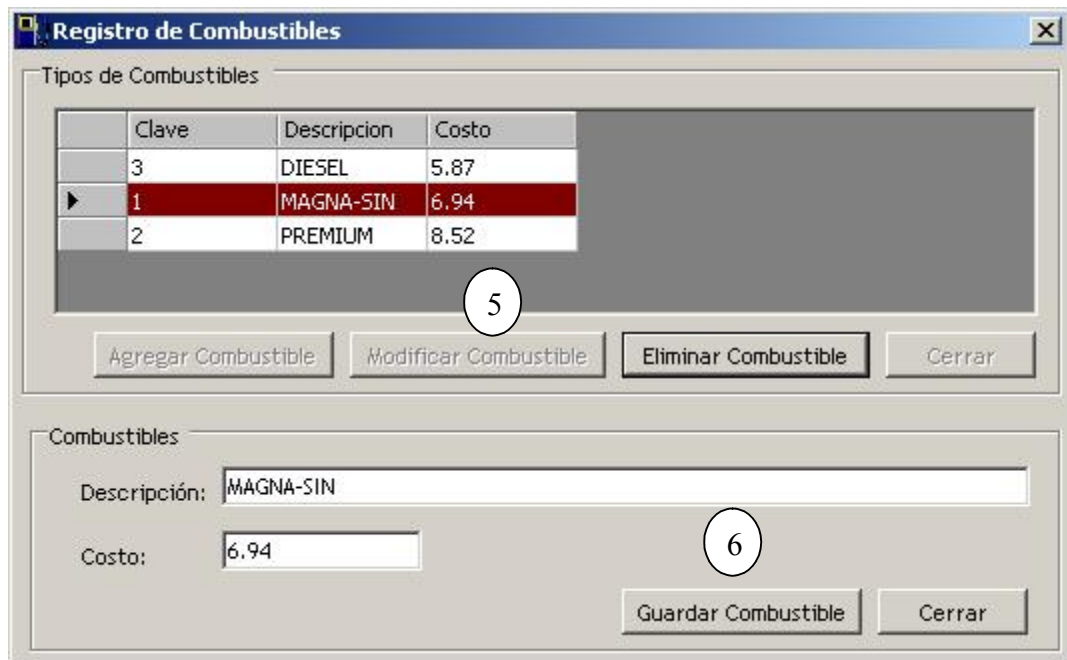 Registro de Combustibles
Tipos de Combustibles
Clave Descripcion Costo
3 DIESEL 5.87
1 MAGNA-SIN 6.94
2 PREMIUM 8.52
5
Agregar Combustible Modificar Combustible Eliminar Combustible Cerrar
Combustibles
Descripción: MAGNA-SIN
Costo: 6.94
6
Guardar Combustible Cerrar